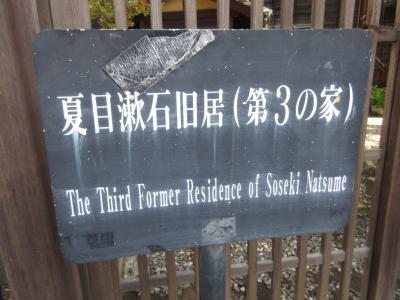 夏目漱石旧居(第3の家)
The Third Former Residence of Soseki Natsume